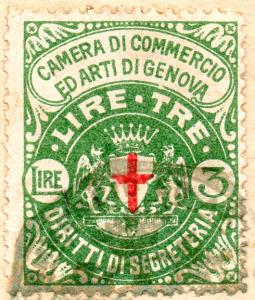 CAMERA DI COMMERCIO
ED ARTI DI GENOVA
LIRE · TRE
LIRE 3
DIRITTI DI SEGRETERIA